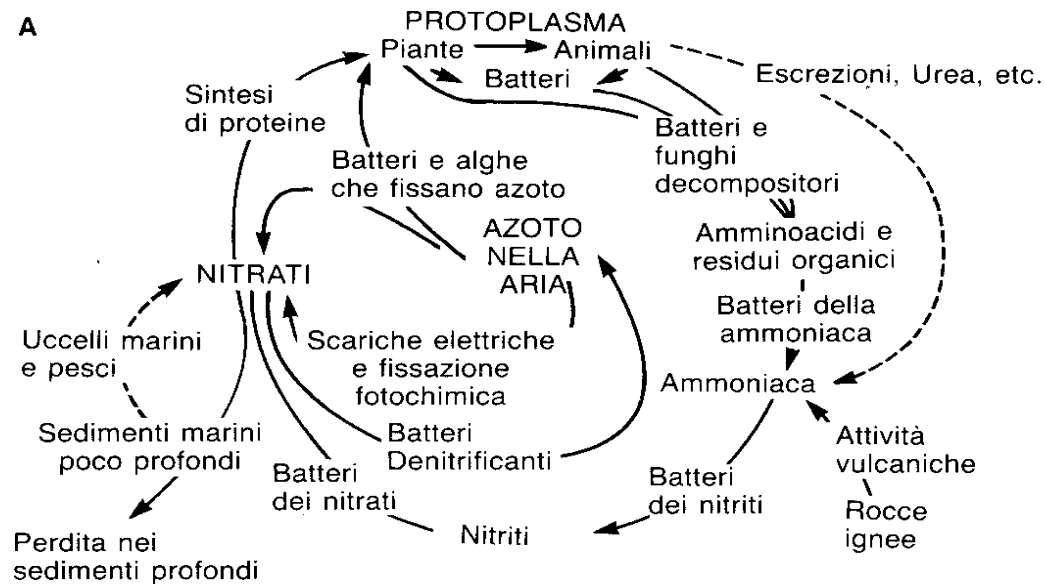 A
PROTOPLASMA
Piante
Animali
Batteri
Escrezioni, Urea, etc.
Sintesi
di proteine
Batteri e
funghi
decompositori
Batteri e alghe
che fissano azoto
AZOTO
NELLA
ARIA
Amminoacidi e
residui organici
NITRATI
Batteri della
ammoniaca
Uccelli marini
e pesci
Scariche elettriche
e fissazione
fotochimica
Ammoniaca
Sedimenti marini
poco profondi
Batteri
Denitrificanti
Attività
vulcaniche
Batteri
dei nitrati
Batteri
dei nitriti
Rocce
ignee
Nitriti
Perdita nei
sedimenti profondi